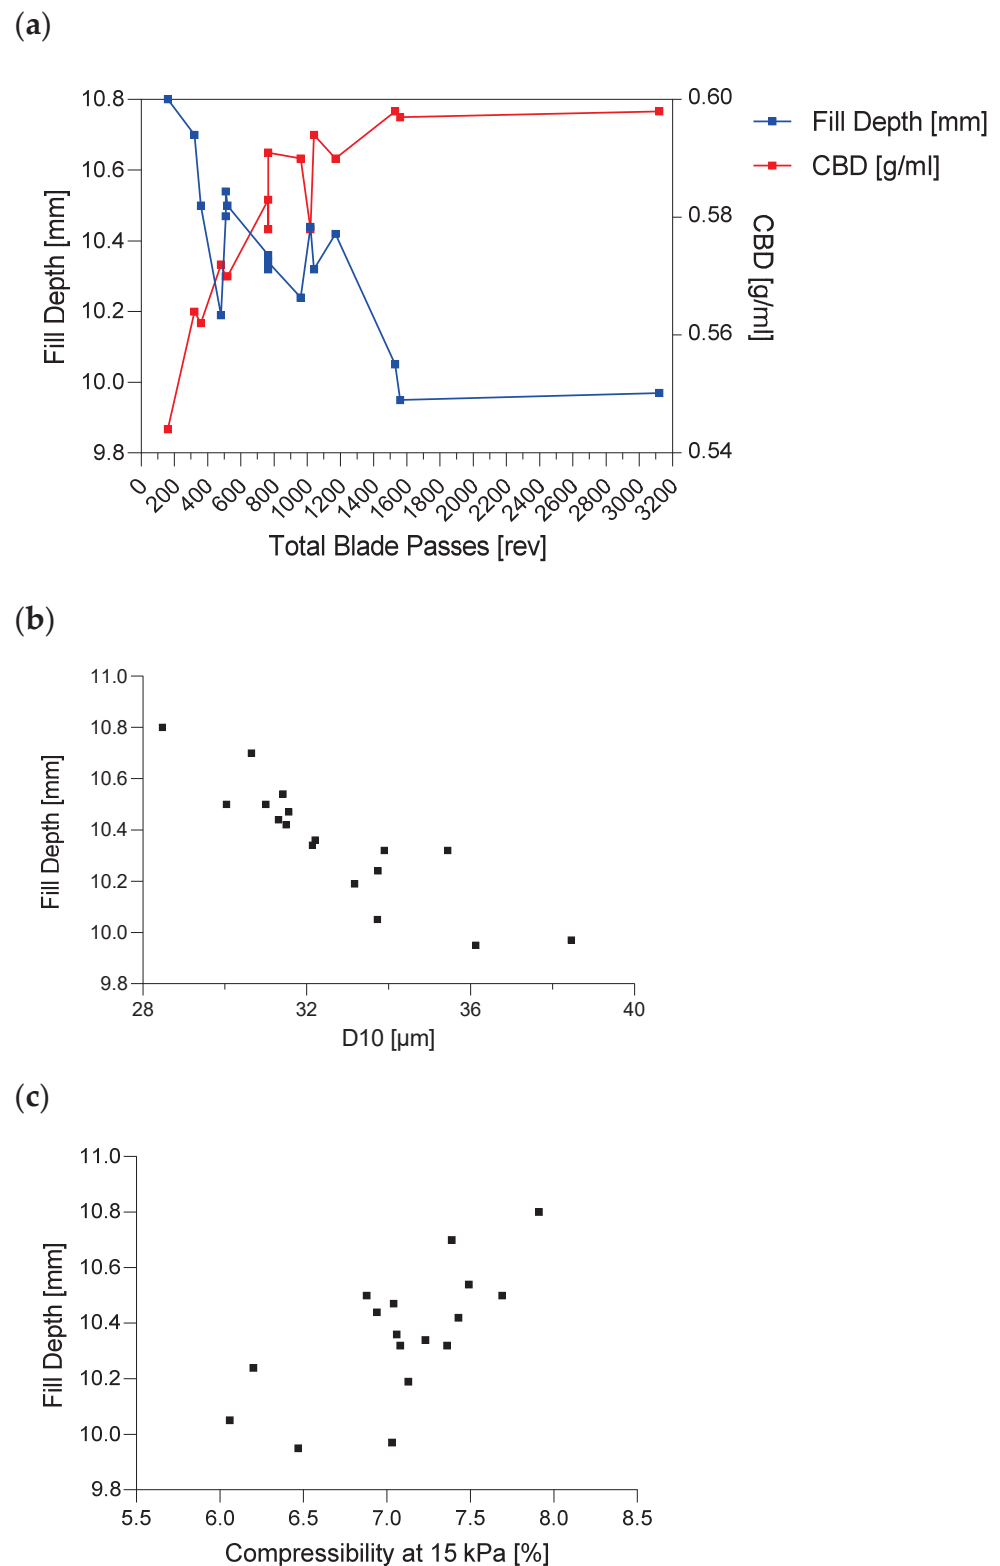 (a)
10.8
10.6
10.4
10.2
10.0
9.8
Fill Depth [mm]
0.60
0.58
0.56
0.54
CBD [g/ml]
Fill Depth [mm]
CBD [g/ml]
0 200 400 600 800 1000 1200 1400 1600 1800 2000 2200 2400 2600 2800 3000 3200
Total Blade Passes [rev]
(b)
11.0
10.8
10.6
10.4
10.2
10.0
9.8
Fill Depth [mm]
28 32 36 40
D10 [µm]
(c)
11.0
10.8
10.6
10.4
10.2
10.0
9.8
Fill Depth [mm]
5.5 6.0 6.5 7.0 7.5 8.0 8.5
Compressibility at 15 kPa [%]